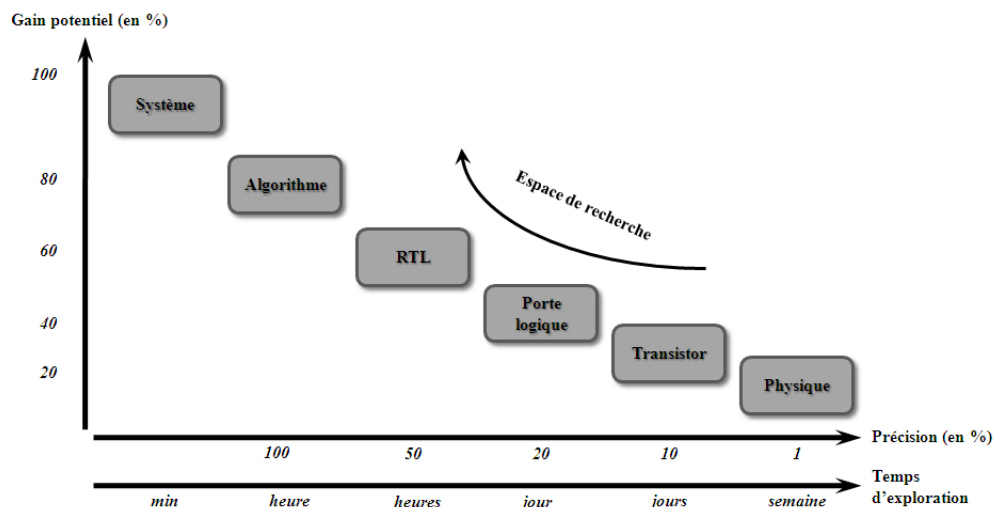 Gain potentiel (en %)
100
Système
80
Algorithme
Espace de recherche
60
RTL
Porte
logique
40
Transistor
20
Physique
Précision (en %)
100 50 20 10 1
Temps
d'exploration
min heure heures jour jours semaine